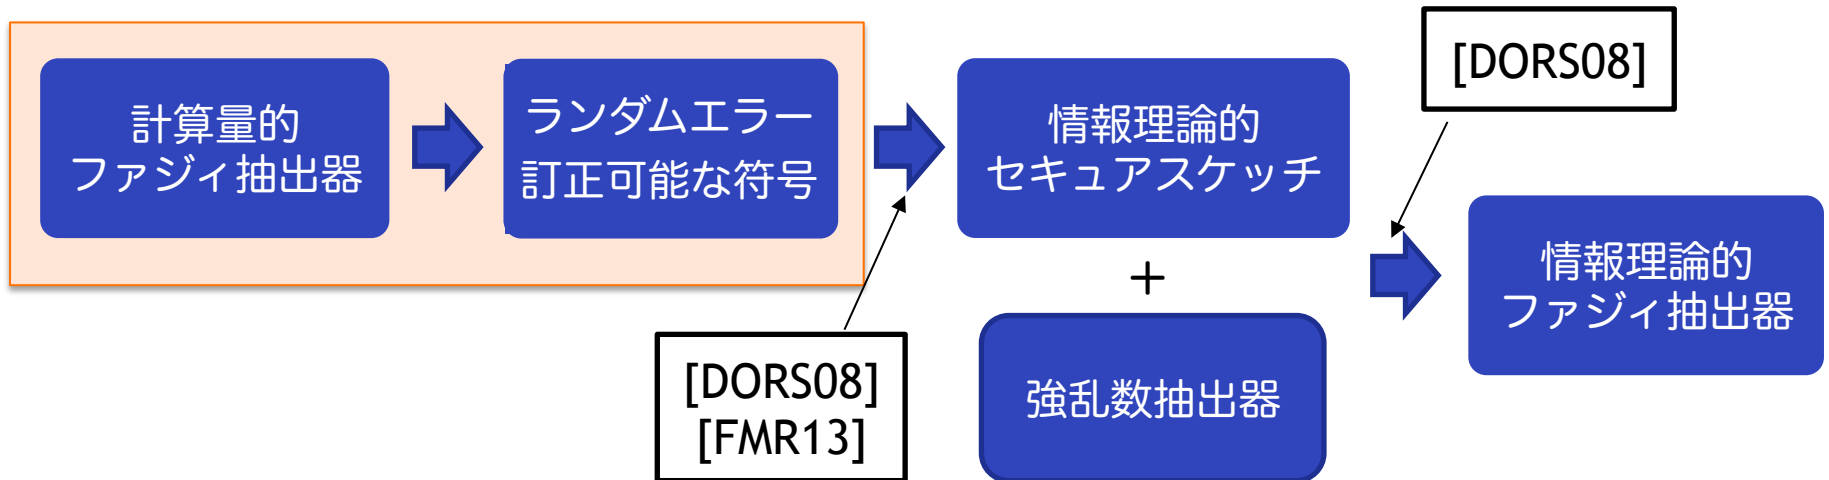 計算量的
ファジィ抽出器
ランダムエラー
訂正可能な符号
情報理論的
セキュアスケッチ
+
強乱数抽出器
[DORS08]
[FMR13]
[DORS08]
情報理論的
ファジィ抽出器